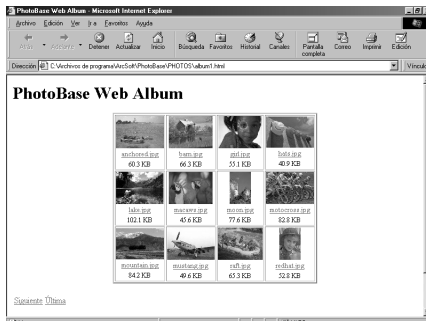 PhotoBase Web Album - Microsoft Internet Explorer
Archivo Edición Ver Ir a Favoritos Ayuda
Atrás Adelante Detener Actualizar Inicio Búsqueda Favoritos Historial Canales Pantalla completa Correo Imprimir Edición
Dirección C:\Archivos de programa\ArcSoft\PhotoBase\PHOTOS\album1.html Vínculos
PhotoBase Web Album
anchored.jpg barn.jpg girl.jpg hats.jpg
60.3 KB 66.3 KB 55.1 KB 40.9 KB
lake.jpg macaws.jpg moon.jpg motocross.jpg
102.1 KB 45.6 KB 77.6 KB 82.8 KB
mountain.jpg mustang.jpg raft.jpg redhat.jpg
84.2 KB 49.6 KB 65.3 KB 52.8 KB
Siguiente Última